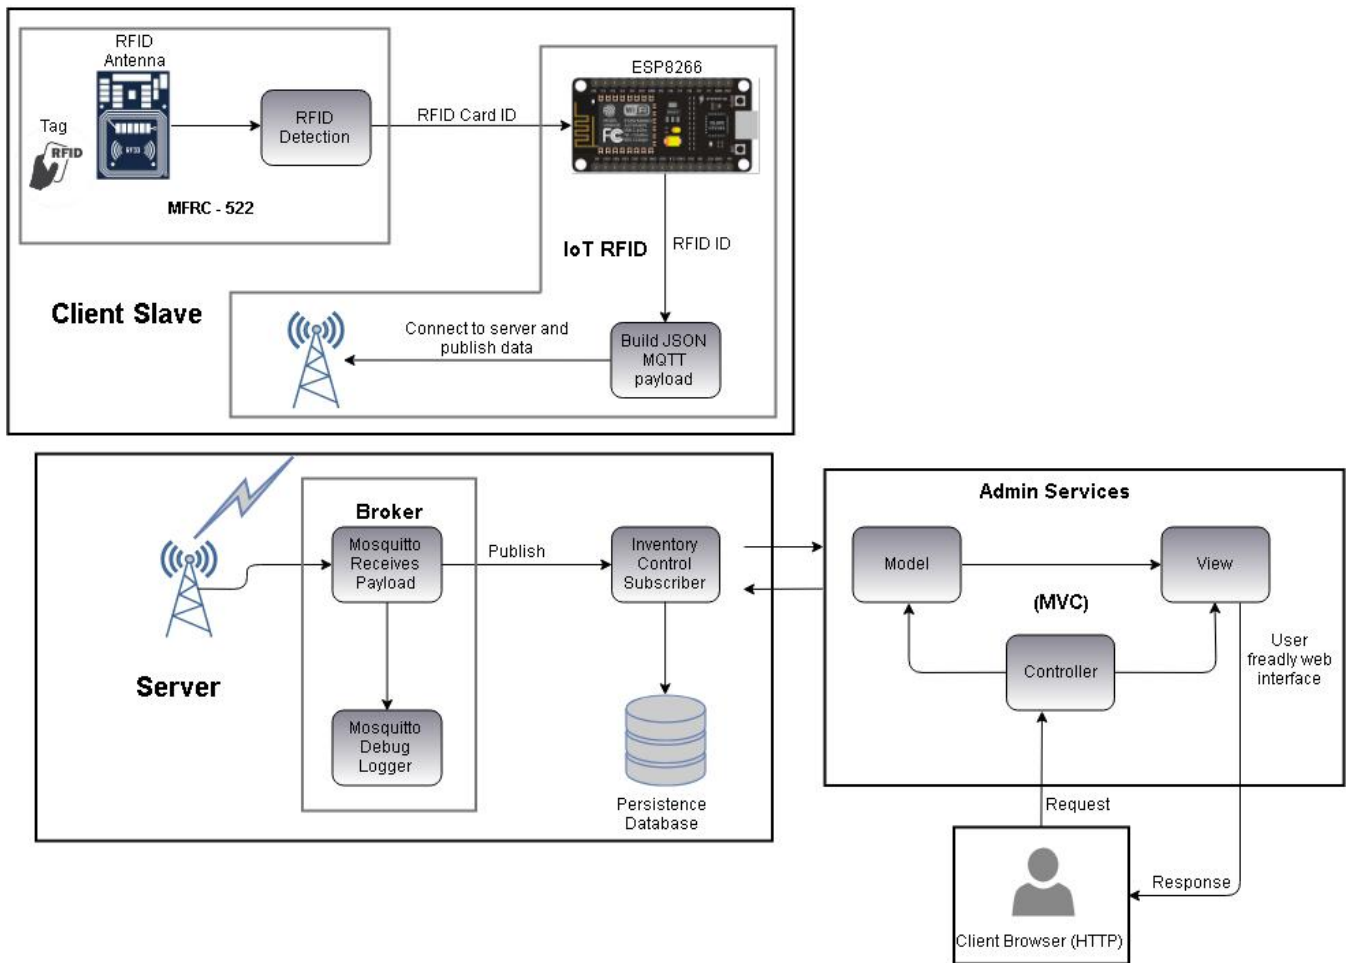 RFID
Antenna
ESP8266
Tag
RFID
RFID
Detection
RFID Card ID
MFRC - 522
IoT RFID
RFID ID
Client Slave
Connect to server and
publish data
Build JSON
MQTT
payload
Broker
Mosquitto
Receives
Payload
Publish
Inventory
Control
Subscriber
Server
Mosquitto
Debug
Logger
Persistence
Database
Admin Services
Model
View
(MVC)
Controller
User
freadly web
interface
Request
Response
Client Browser (HTTP)